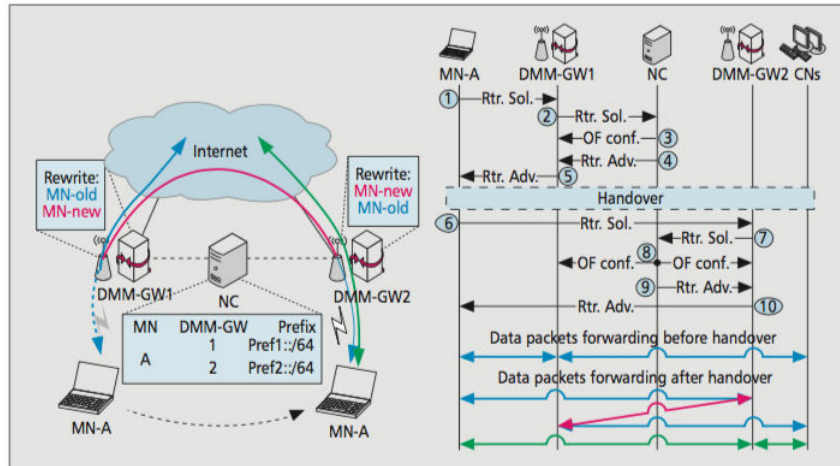 Internet
Rewrite:
MN-old
MN-new
Rewrite:
MN-new
MN-old
DMM-GW1
NC
DMM-GW2
MN DMM-GW Prefix
A
1 Pref1::/64
2 Pref2::/64
MN-A
MN-A
MN-A DMM-GW1 NC DMM-GW2 CNs
1 Rtr. Sol.
2 Rtr. Sol.
OF conf. 3
Rtr. Adv. 4
Rtr. Adv. 5
Handover
6 Rtr. Sol.
Rtr. Sol. 7
8
OF conf. OF conf.
9 Rtr. Adv.
Rtr. Adv. 10
Data packets forwarding before handover
Data packets forwarding after handover